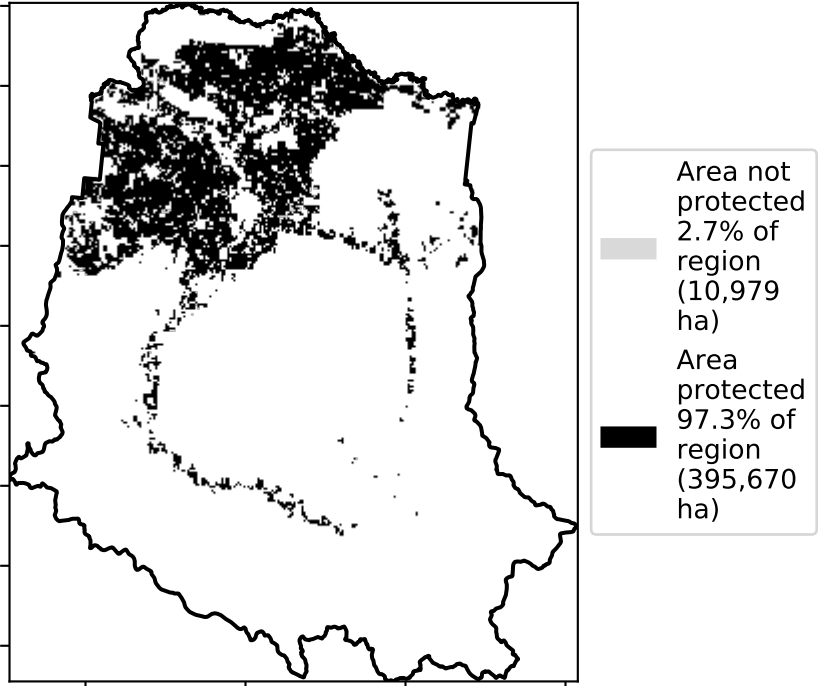 Area not
protected
2.7% of
region
(10,979
ha)
Area
protected
97.3% of
region
(395,670
ha)